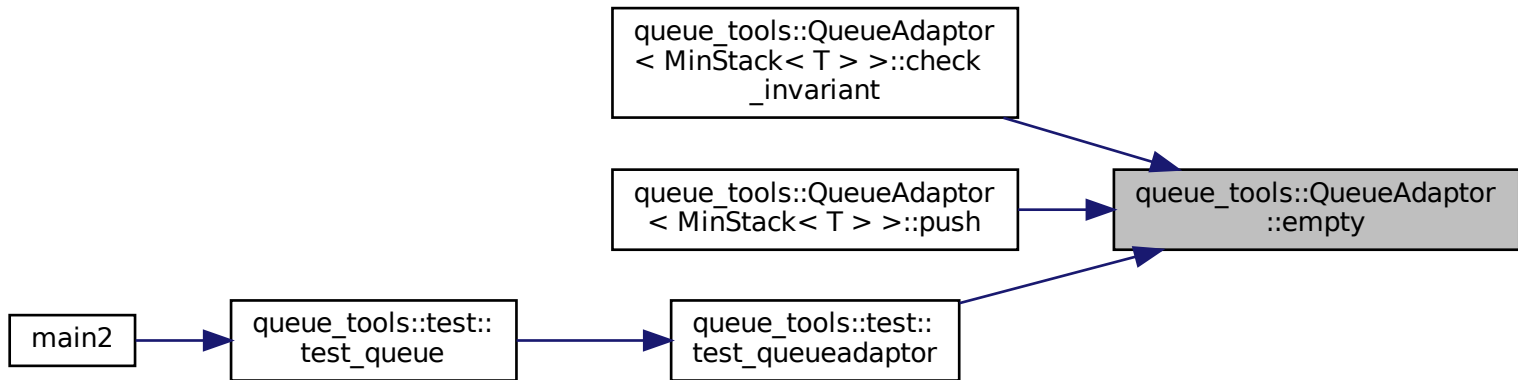 queue_tools::QueueAdaptor
< MinStack< T > >::check
_invariant
queue_tools::QueueAdaptor
< MinStack< T > >::push
queue_tools::QueueAdaptor
::empty
main2
queue_tools::test::
test_queue
queue_tools::test::
test_queueadaptor